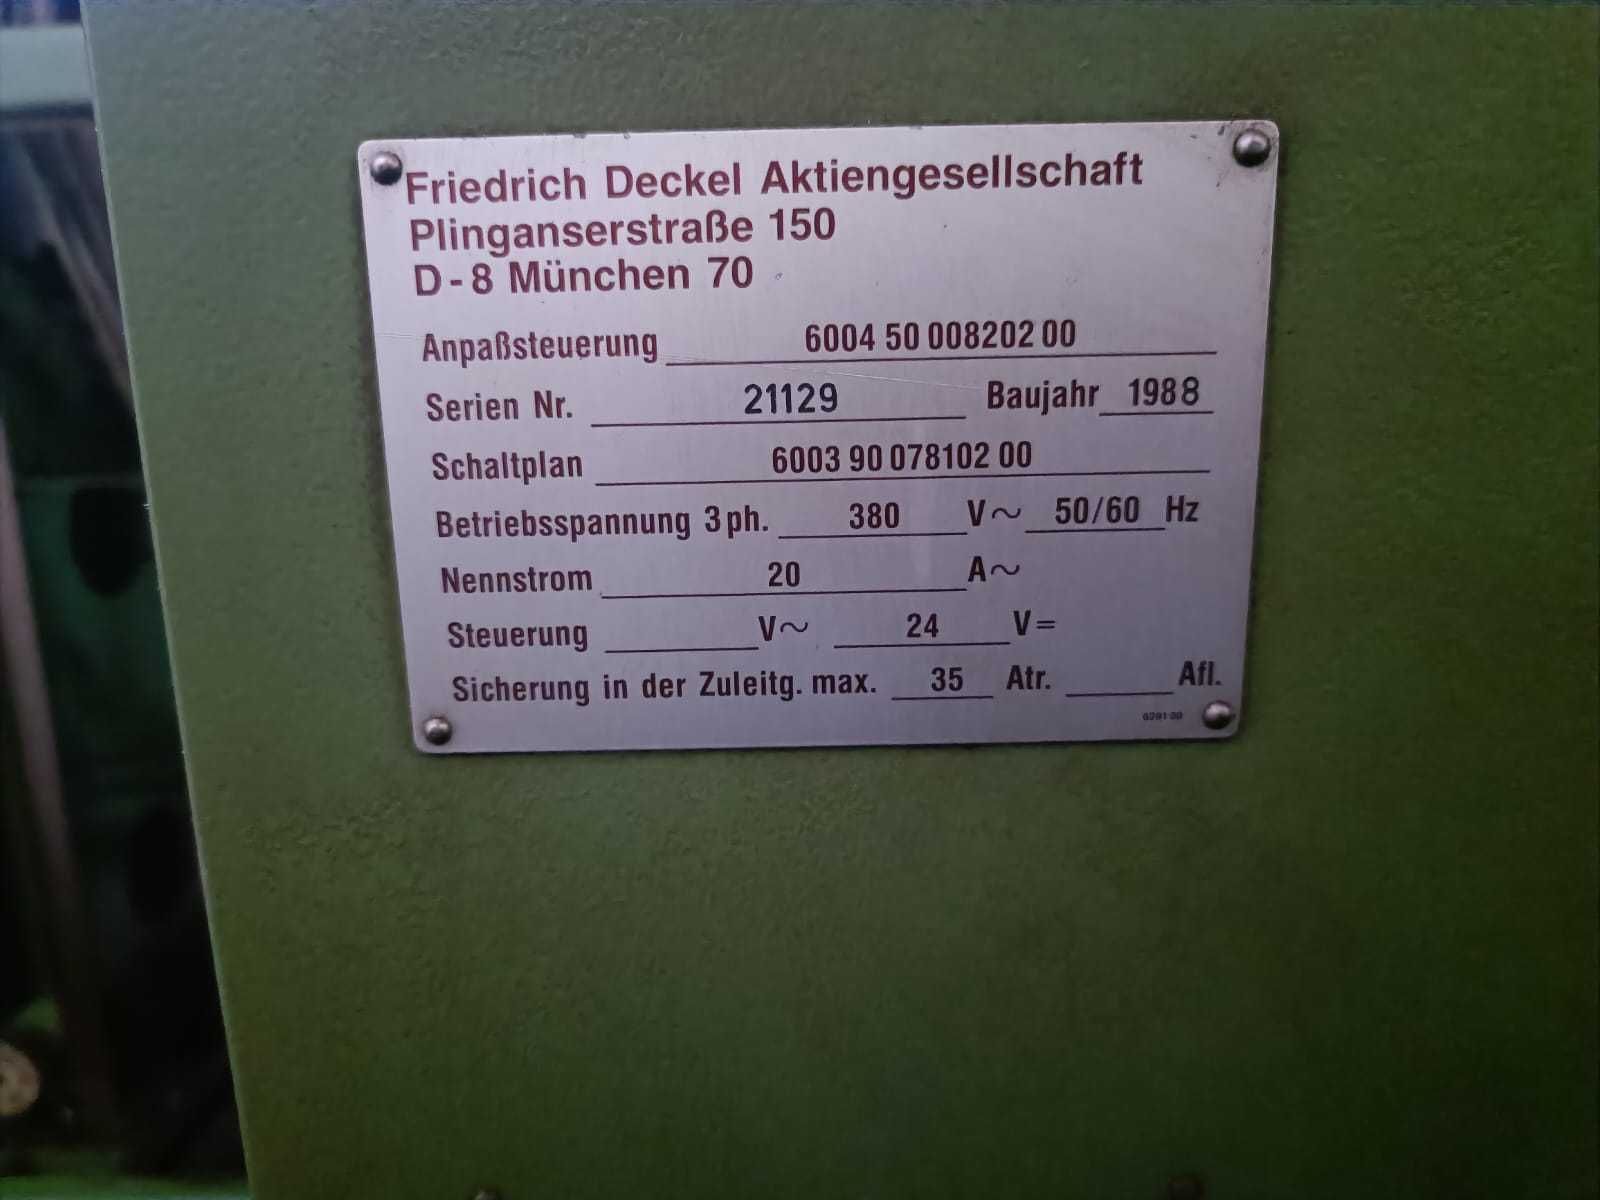 Friedrich Deckel Aktiengesellschaft
Plinganserstraße 150
D-8 München 70
Anpaßsteuerung 6004 50 008202 00
Serien Nr. 21129 Baujahr 1988
Schaltplan 6003 90 078102 00
Betriebsspannung 3ph. 380 V~ 50/60 Hz
Nennstrom 20 A~
Steuerung V~ 24 V=
Sicherung in der Zuleitg. max. 35 Atr. Afl.